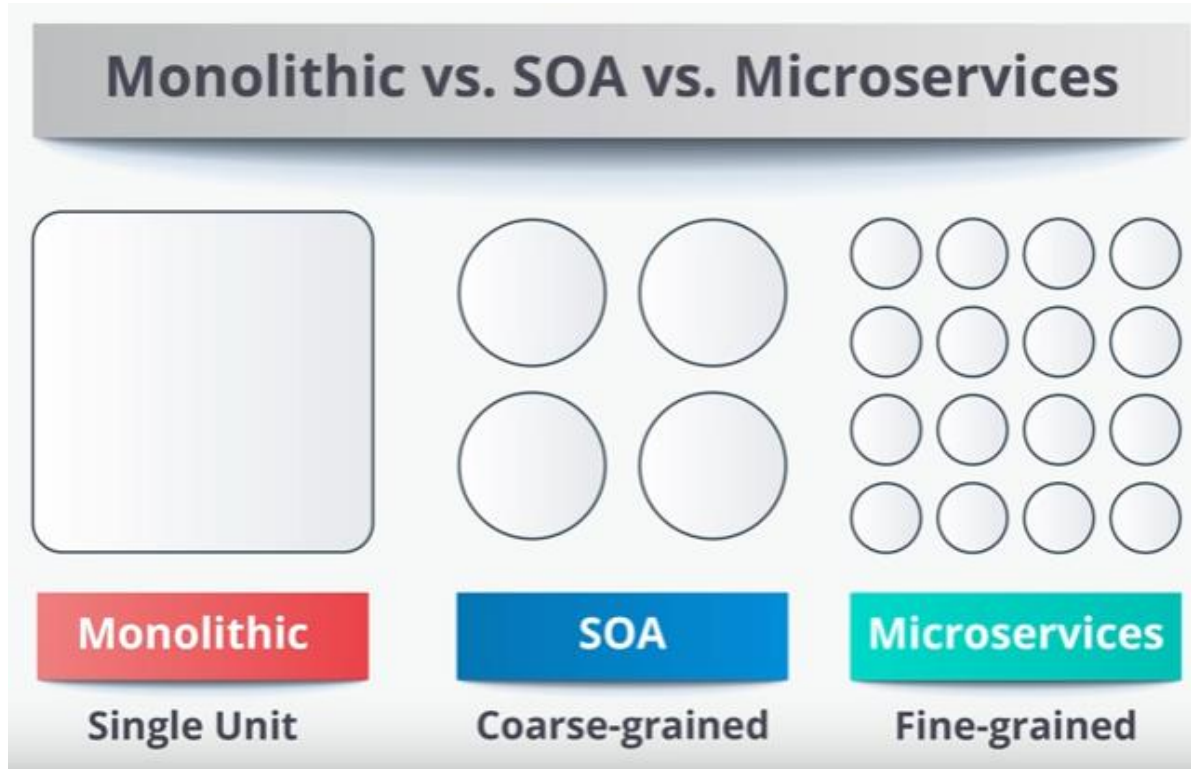 Monolithic vs. SOA vs. Microservices
Monolithic
SOA
Microservices
Single Unit
Coarse-grained
Fine-grained